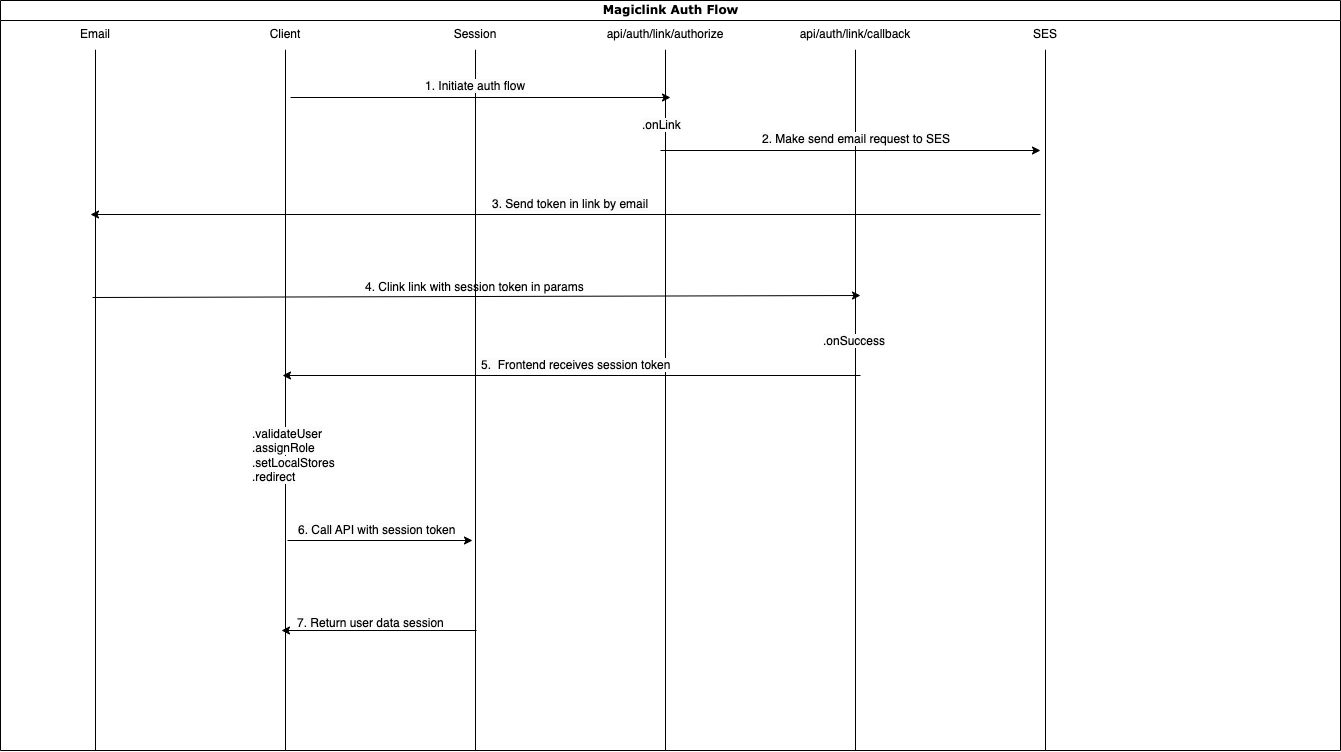 Magiclink Auth Flow
Email
Client
Session
api/auth/link/authorize
api/auth/link/callback
SES
1. Initiate auth flow
.onLink
2. Make send email request to SES
3. Send token in link by email
4. Clink link with session token in params
.onSuccess
5.  Frontend receives session token
.validateUser
.assignRole
.setLocalStores
.redirect
6. Call API with session token
7. Return user data session